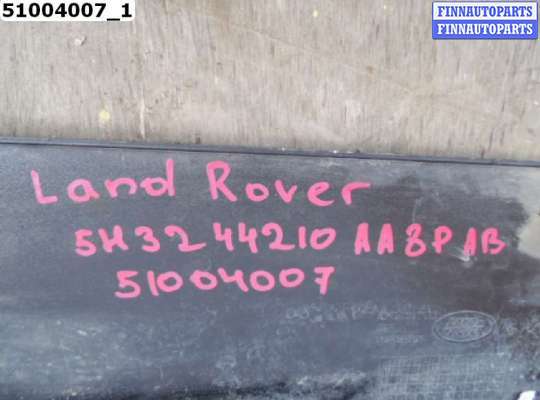 51004007_1
FINNAUTOPARTS
FINNAUTOPARTS
Land Rover
5H32 44210 AA8PAB
51004007